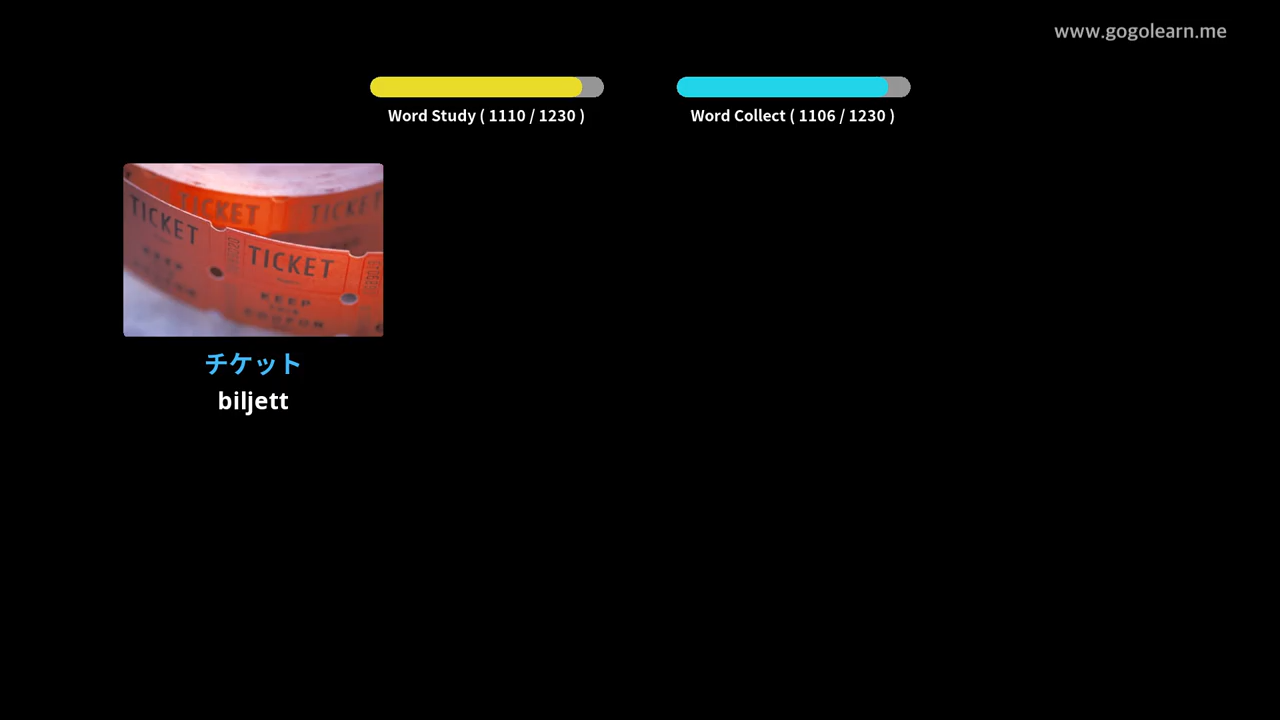 www.gogolearn.me
Word Study ( 1110 / 1230 )
Word Collect ( 1106 / 1230 )
TICKET TICKET
TICKET TICKET
KEEP
チケット
biljett